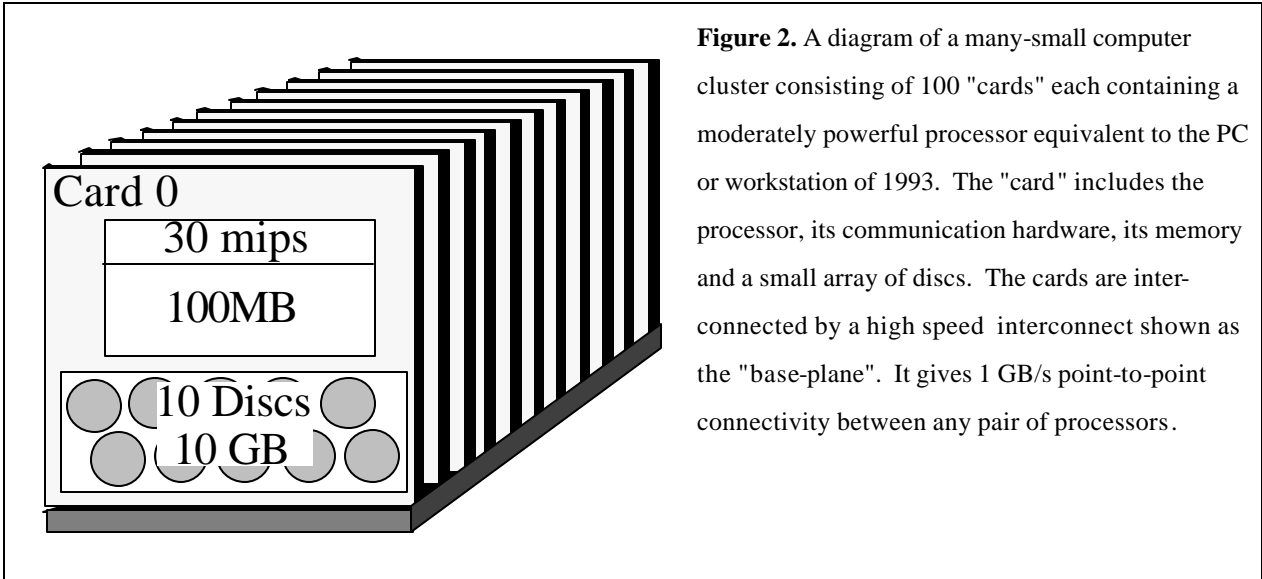 Card 0
30 mips
100MB
10 Discs
10 GB
Figure 2. A diagram of a many-small computer
cluster consisting of 100 "cards" each containing a
moderately powerful processor equivalent to the PC
or workstation of 1993. The "card" includes the
processor, its communication hardware, its memory
and a small array of discs. The cards are inter-
connected by a high speed interconnect shown as
the "base-plane". It gives 1 GB/s point-to-point
connectivity between any pair of processors.